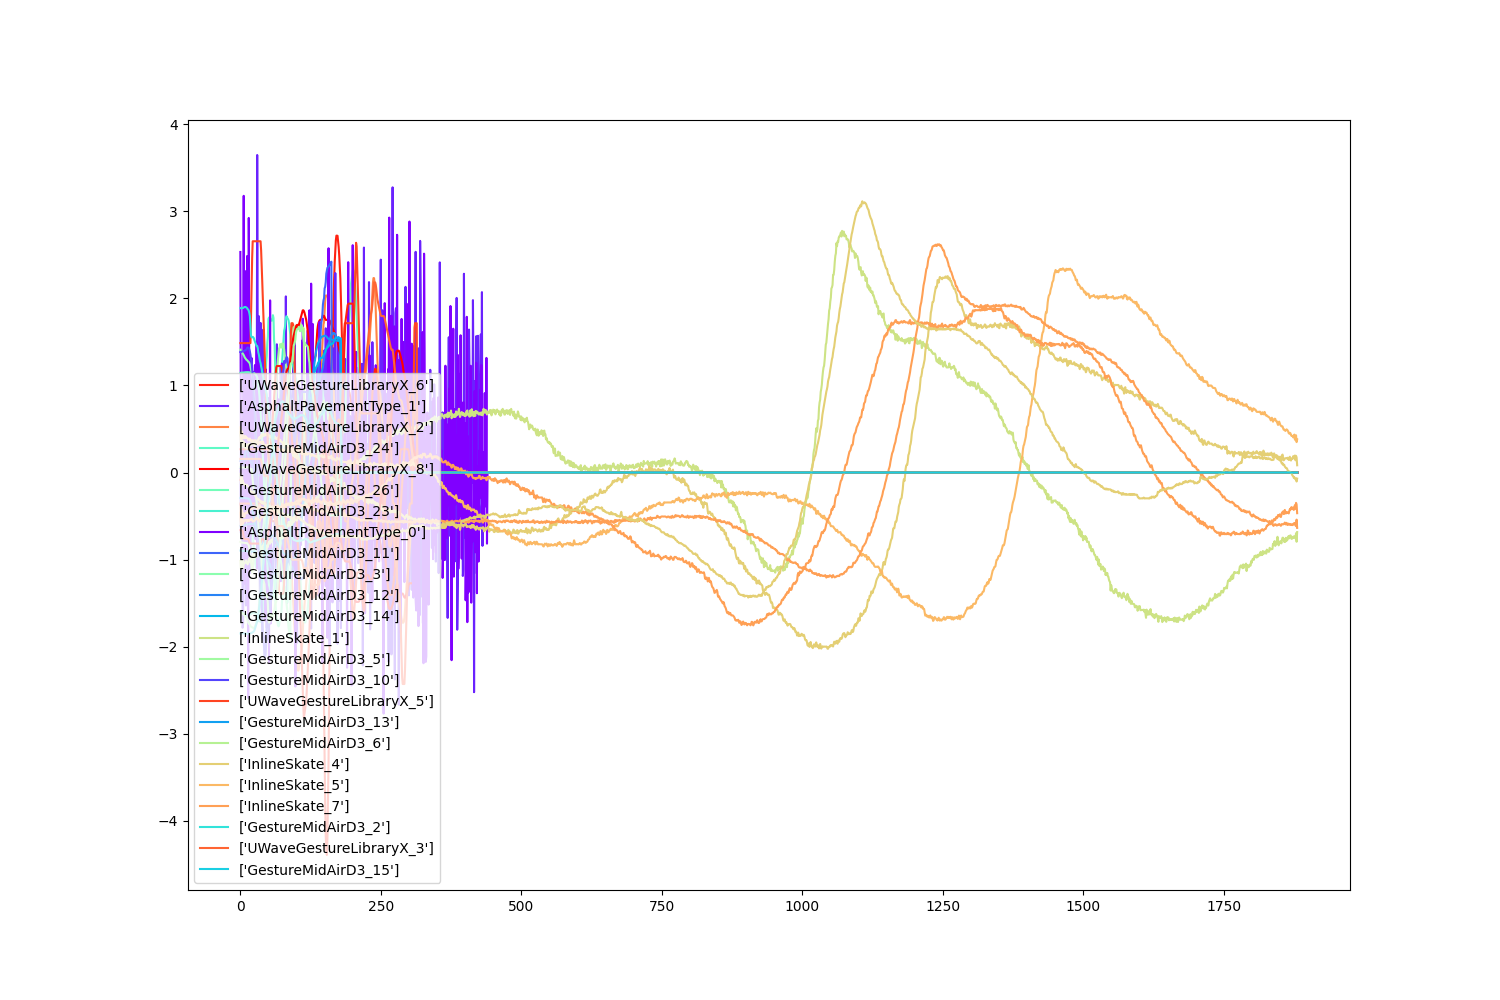 4
3
2
1
0
−1
−2
−3
−4
['UWaveGestureLibraryX_6']
['AsphaltPavementType_1']
['UWaveGestureLibraryX_2']
['GestureMidAirD3_24']
['UWaveGestureLibraryX_8']
['GestureMidAirD3_26']
['GestureMidAirD3_23']
['AsphaltPavementType_0']
['GestureMidAirD3_11']
['GestureMidAirD3_3']
['GestureMidAirD3_12']
['GestureMidAirD3_14']
['InlineSkate_1']
['GestureMidAirD3_5']
['GestureMidAirD3_10']
['UWaveGestureLibraryX_5']
['GestureMidAirD3_13']
['GestureMidAirD3_6']
['InlineSkate_4']
['InlineSkate_5']
['InlineSkate_7']
['GestureMidAirD3_2']
['UWaveGestureLibraryX_3']
['GestureMidAirD3_15']
0 250 500 750 1000 1250 1500 1750